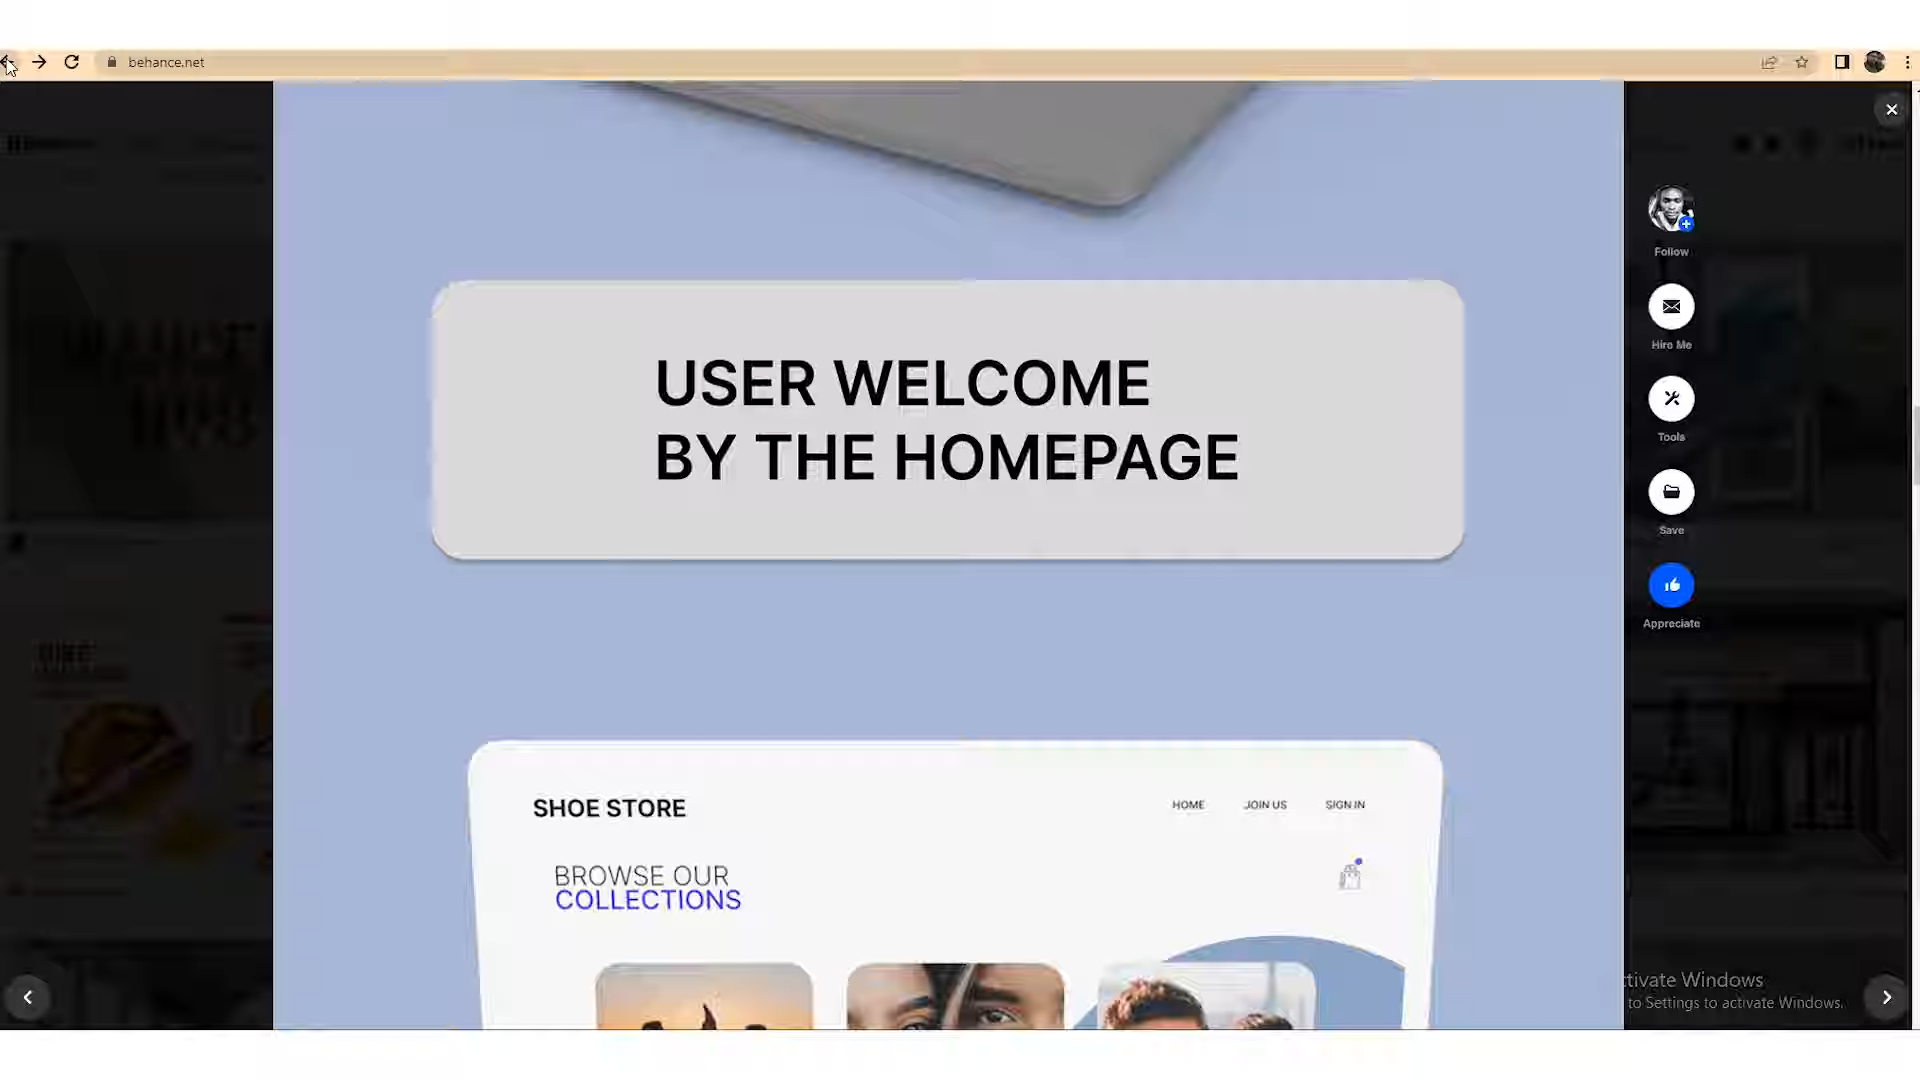 behance.net
USER WELCOME
BY THE HOMEPAGE
Follow
Hire Me
Tools
Save
Appreciate
SHOE STORE
HOME JOIN US SIGN IN
BROWSE OUR
COLLECTIONS
tivate Windows
to Settings to activate Windows.